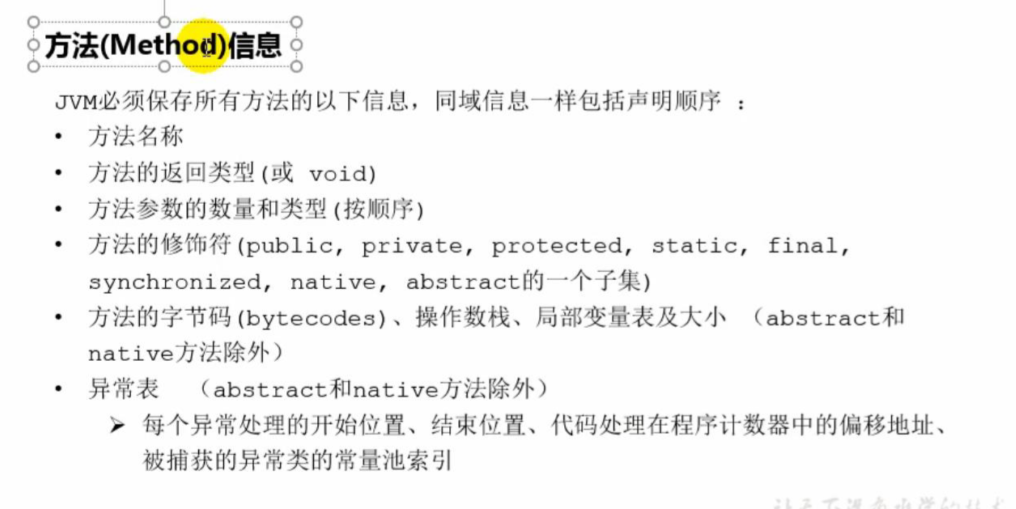 方法(Method)信息
JVM必须保存所有方法的以下信息，同域信息一样包括声明顺序 ：
• 方法名称
• 方法的返回类型(或 void)
• 方法参数的数量和类型(按顺序)
• 方法的修饰符(public, private, protected, static, final,
synchronized, native, abstract的一个子集)
• 方法的字节码(bytecodes)、操作数栈、局部变量表及大小 （abstract和
native方法除外）
• 异常表 （abstract和native方法除外）
➢ 每个异常处理的开始位置、结束位置、代码处理在程序计数器中的偏移地址、
被捕获的异常类的常量池索引